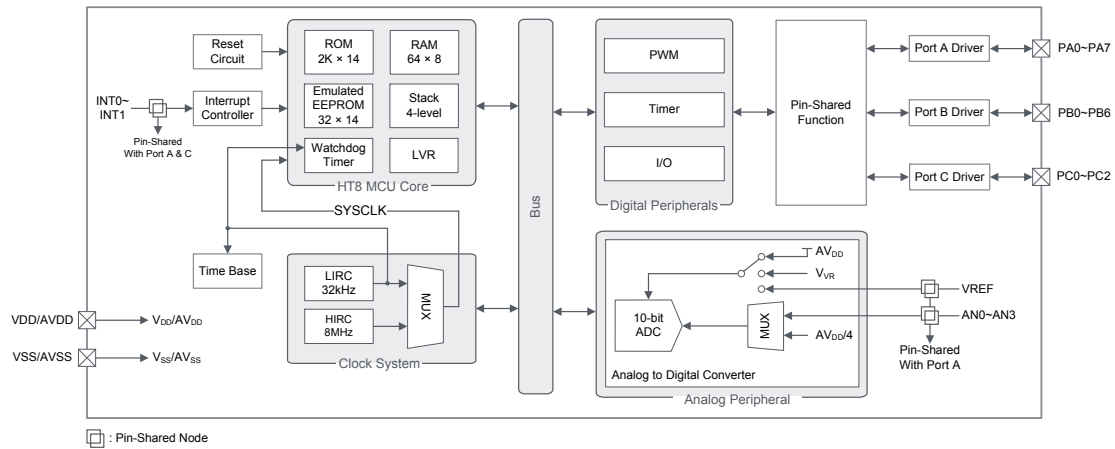 Reset
Circuit
INT0~
INT1
Interrupt
Controller
Pin-Shared
With Port A & C
ROM
2K × 14
RAM
64 × 8
Emulated
EEPROM
32 × 14
Stack
4-level
Watchdog
Timer
LVR
HT8 MCU Core
SYSCLK
Time Base
LIRC
32kHz
HIRC
8MHz
MUX
Clock System
VDD/AVDD
VDD/AVDD
VSS/AVSS
VSS/AVSS
Bus
PWM
Timer
I/O
Digital Peripherals
Pin-Shared
Function
Port A Driver
PA0~PA7
Port B Driver
PB0~PB6
Port C Driver
PC0~PC2
AVDD
VVR
VREF
10-bit
ADC
MUX
AN0~AN3
AVDD/4
Pin-Shared
With Port A
Analog to Digital Converter
Analog Peripheral
: Pin-Shared Node